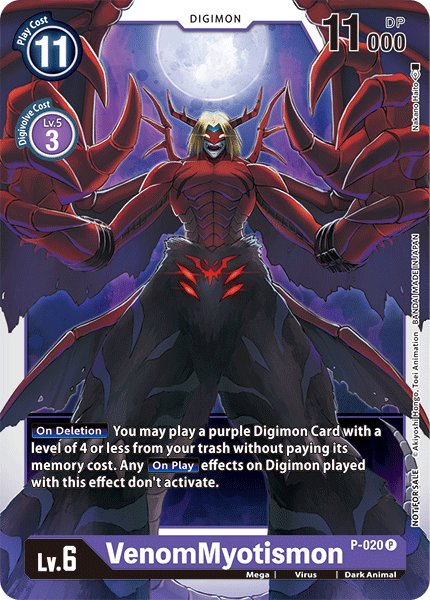 Play Cost
11
DIGIMON
11000
DP
Digivolve Cost
Lv.5
3
Nakano Haito
On Deletion You may play a purple Digimon Card with a
level of 4 or less from your trash without paying its
memory cost. Any On Play effects on Digimon played
with this effect don't activate.
NOT FOR SALE ©Akiyoshi Hongo, Toei Animation BANDAI MADE IN JAPAN
Lv.6
VenomMyotismon
P-020 P
Mega | Virus | Dark Animal